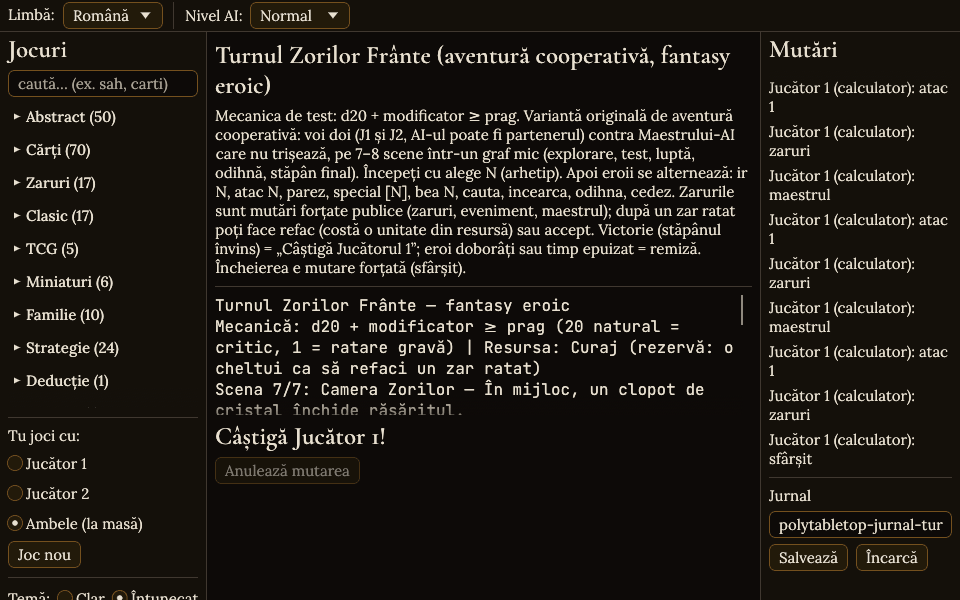 Limbă: Română ▼ Nivel AI: Normal ▼
Jocuri
caută... (ex. sah, carti)
▸ Abstract (50)
▸ Cărți (70)
▸ Zaruri (17)
▸ Clasic (17)
▸ TCG (5)
▸ Miniaturi (6)
▸ Familie (10)
▸ Strategie (24)
▸ Deducție (1)
Tu joci cu:
Jucător 1
Jucător 2
Ambele (la masă)
Joc nou
Temă: Clar Întunecat
Turnul Zorilor Frânte (aventură cooperativă, fantasy
eroic)
Mecanica de test: d20 + modificator ≥ prag. Variantă originală de aventură
cooperativă: voi doi (J1 și J2, AI-ul poate fi partenerul) contra Maestrului-AI
care nu trișează, pe 7–8 scene într-un graf mic (explorare, test, luptă,
odihnă, stăpân final). Începeți cu alege N (arhetip). Apoi eroii se alternează: ir
N, atac N, parez, special [N], bea N, cauta, incearca, odihna, cedez. Zarurile
sunt mutări forțate publice (zaruri, eveniment, maestrul); după un zar ratat
poți face refac (costă o unitate din resursă) sau accept. Victorie (stăpânul
învins) = „Câștigă Jucătorul 1”; eroi doborâți sau timp epuizat = remiză.
Încheierea e mutare forțată (sfârșit).
Turnul Zorilor Frânte — fantasy eroic
Mecanică: d20 + modificator ≥ prag (20 natural =
critic, 1 = ratare gravă) | Resursa: Curaj (rezervă: o
cheltui ca să refaci un zar ratat)
Scena 7/7: Camera Zorilor — În mijloc, un clopot de
cristal închide răsăritul.
Câștigă Jucător 1!
Anulează mutarea
Mutări
Jucător 1 (calculator): atac
1
Jucător 1 (calculator):
zaruri
Jucător 1 (calculator):
maestrul
Jucător 1 (calculator): atac
1
Jucător 1 (calculator):
zaruri
Jucător 1 (calculator):
maestrul
Jucător 1 (calculator): atac
1
Jucător 1 (calculator):
zaruri
Jucător 1 (calculator):
sfârșit
Jurnal
polytabletop-jurnal-tur
Salvează Încarcă